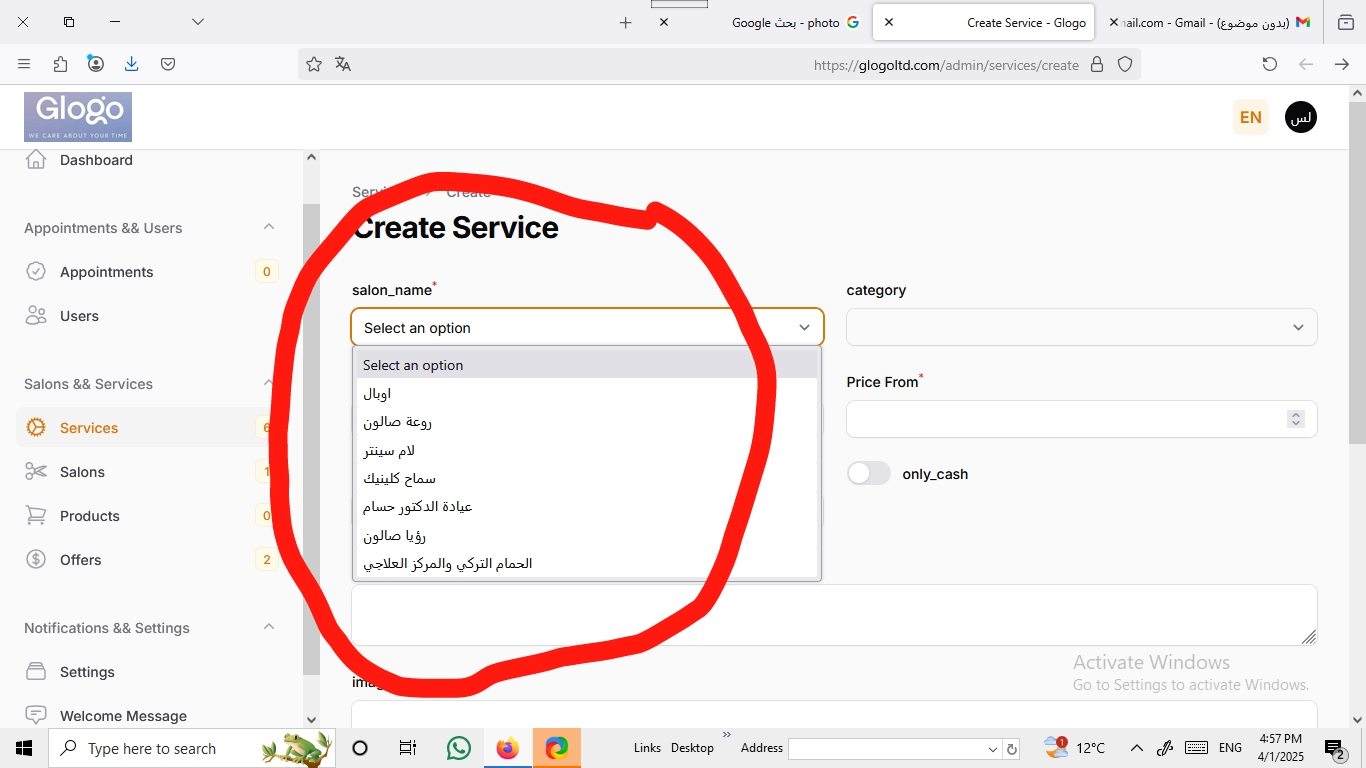 Google بحث - photo
Create Service - Glogo
(بدون موضوع) - Gmail - nail.com
https://glogoltd.com/admin/services/create
Glogo
WE CARE ABOUT YOUR TIME
EN
لس
Dashboard
Appointments && Users
Appointments 0
Users
Salons && Services
Services 6
Salons 1
Products 0
Offers 2
Notifications && Settings
Settings
Welcome Message
Create
Create Service
salon_name*
Select an option
Select an option
اوبال
روعة صالون
لام سينتر
سماح كلينيك
عيادة الدكتور حسام
رؤيا صالون
الحمام التركي والمركز العلاجي
category
Price From*
only_cash
Activate Windows
Go to Settings to activate Windows.
Type here to search
Links Desktop Address
1
12°C
ENG
4:57 PM
4/1/2025
2